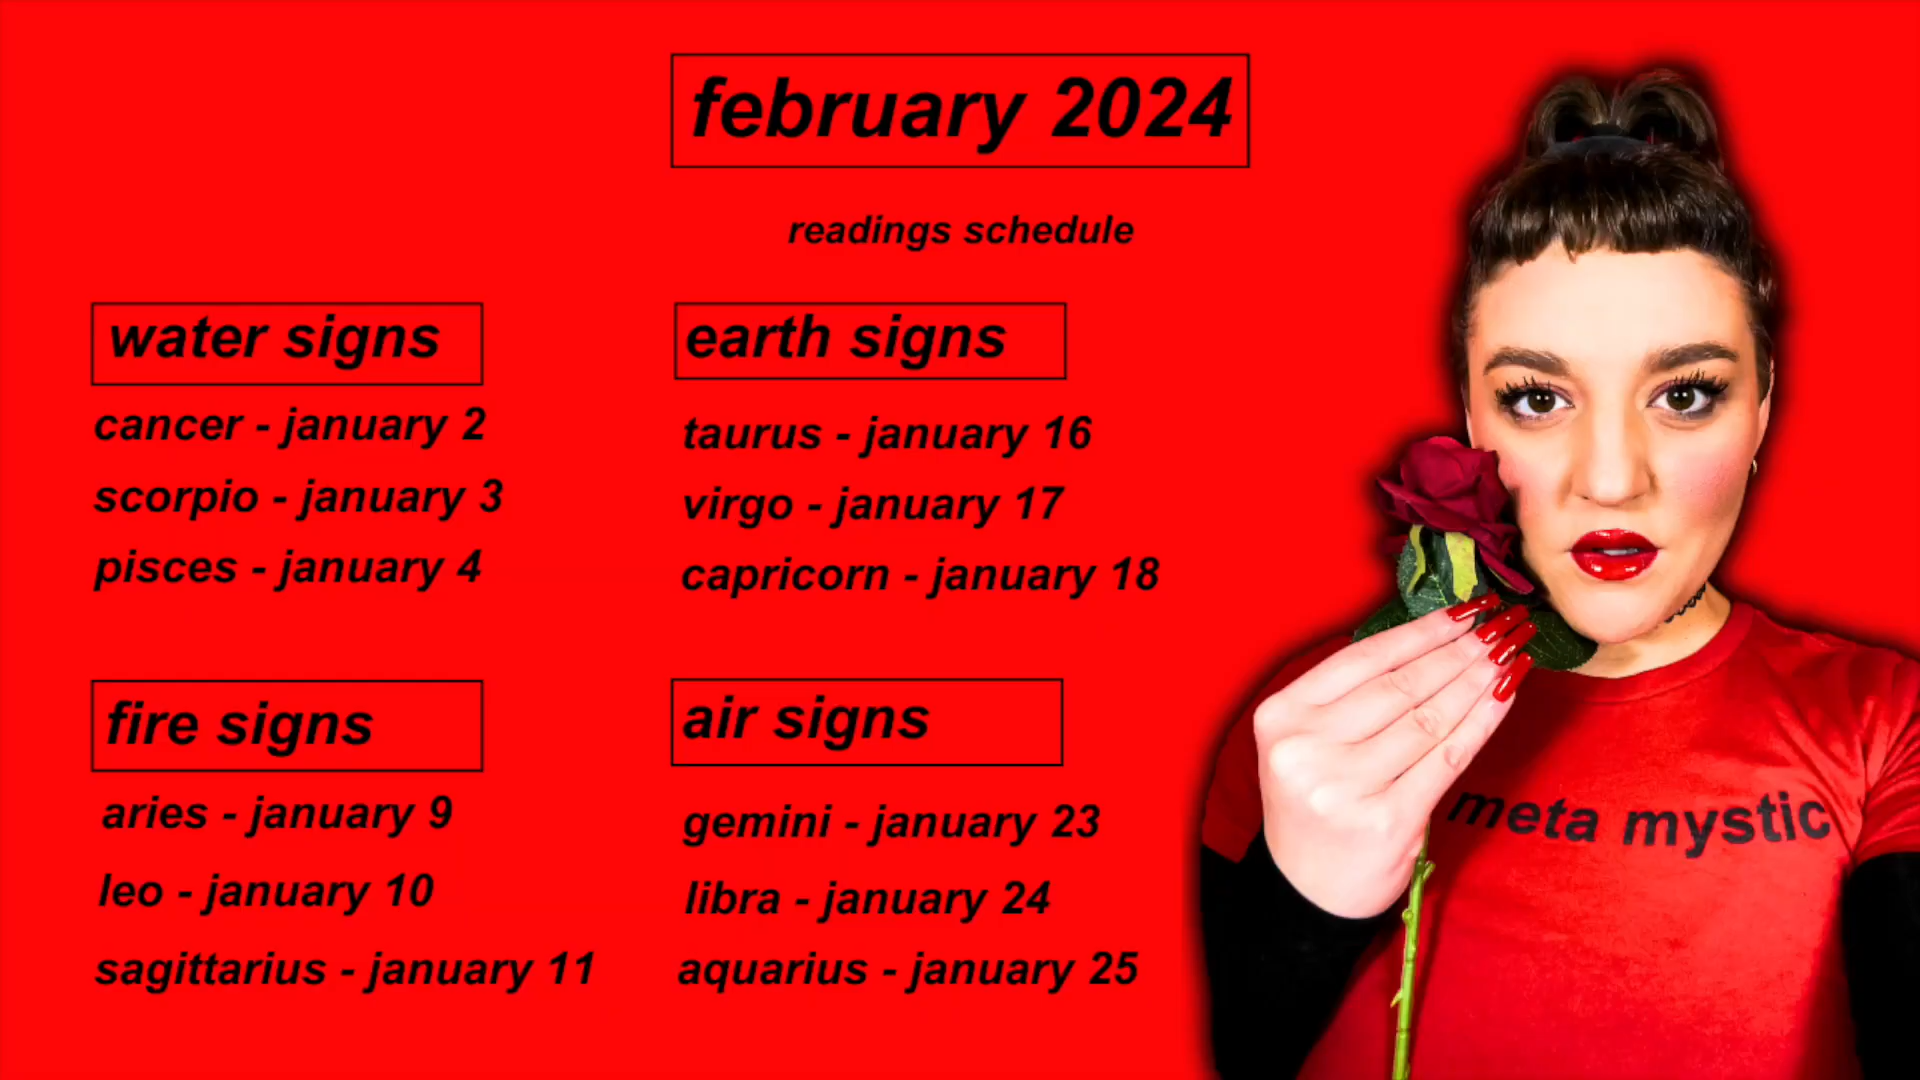 february 2024
readings schedule
water signs
cancer - january 2
scorpio - january 3
pisces - january 4
earth signs
taurus - january 16
virgo - january 17
capricorn - january 18
fire signs
aries - january 9
leo - january 10
sagittarius - january 11
air signs
gemini - january 23
libra - january 24
aquarius - january 25
meta mystic